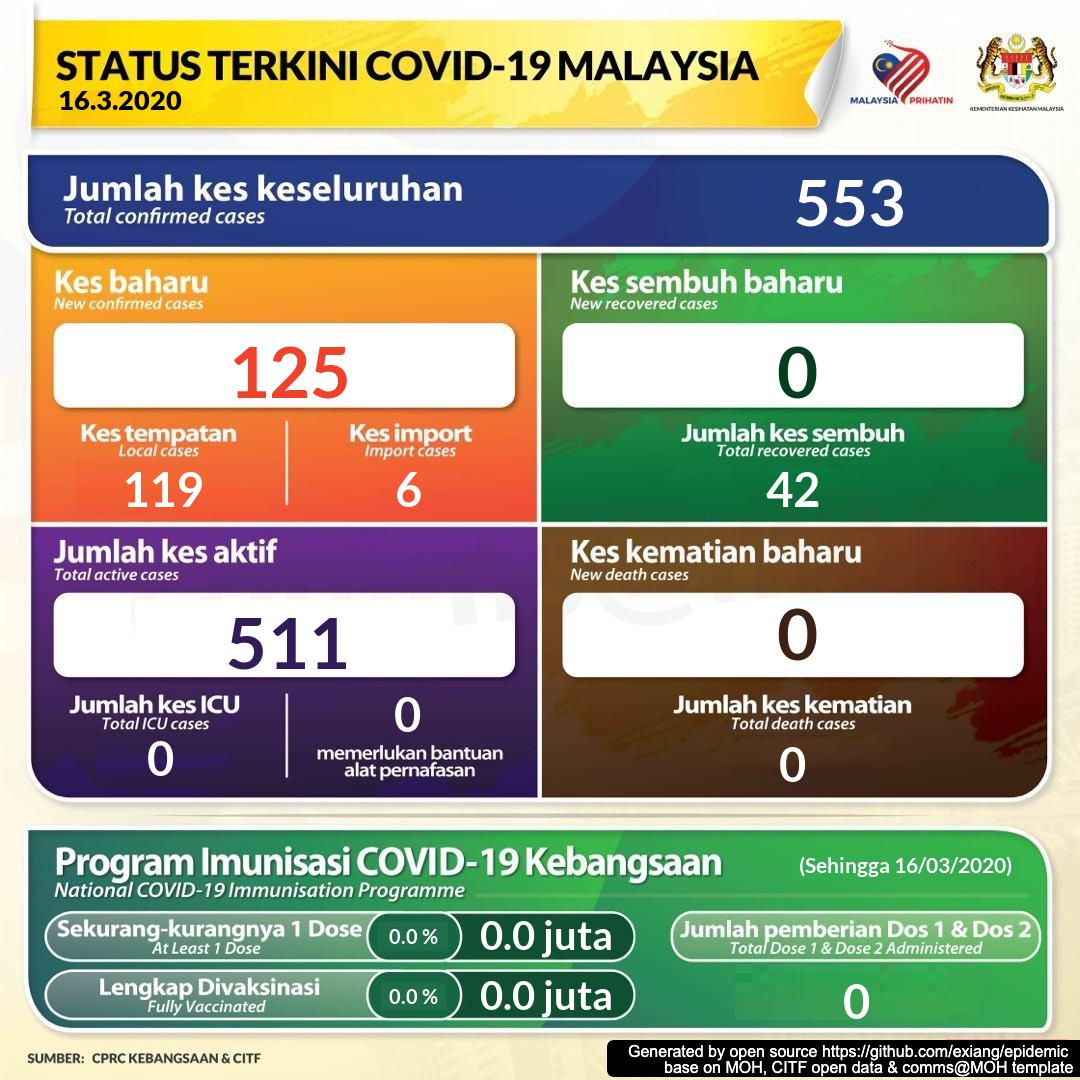 STATUS TERKINI COVID-19 MALAYSIA
16.3.2020
MALAYSIA PRIHATIN
KEMENTERIAN KESIHATAN MALAYSIA
Jumlah kes keseluruhan
Total confirmed cases
553
Kes baharu
New confirmed cases
125
Kes tempatan
Local cases
119
Kes import
Import cases
6
Kes sembuh baharu
New recovered cases
0
Jumlah kes sembuh
Total recovered cases
42
Jumlah kes aktif
Total active cases
511
Jumlah kes ICU
Total ICU cases
0
0
memerlukan bantuan
alat pernafasan
Kes kematian baharu
New death cases
0
Jumlah kes kematian
Total death cases
0
Program Imunisasi COVID-19 Kebangsaan
National COVID-19 Immunisation Programme
(Sehingga 16/03/2020)
Sekurang-kurangnya 1 Dose
At Least 1 Dose
0.0 %
0.0 juta
Lengkap Divaksinasi
Fully Vaccinated
0.0 %
0.0 juta
Jumlah pemberian Dos 1 & Dos 2
Total Dose 1 & Dose 2 Administered
0
SUMBER: CPRC KEBANGSAAN & CITF
Generated by open source https://github.com/exiang/epidemic
base on MOH, CITF open data & comms@MOH template